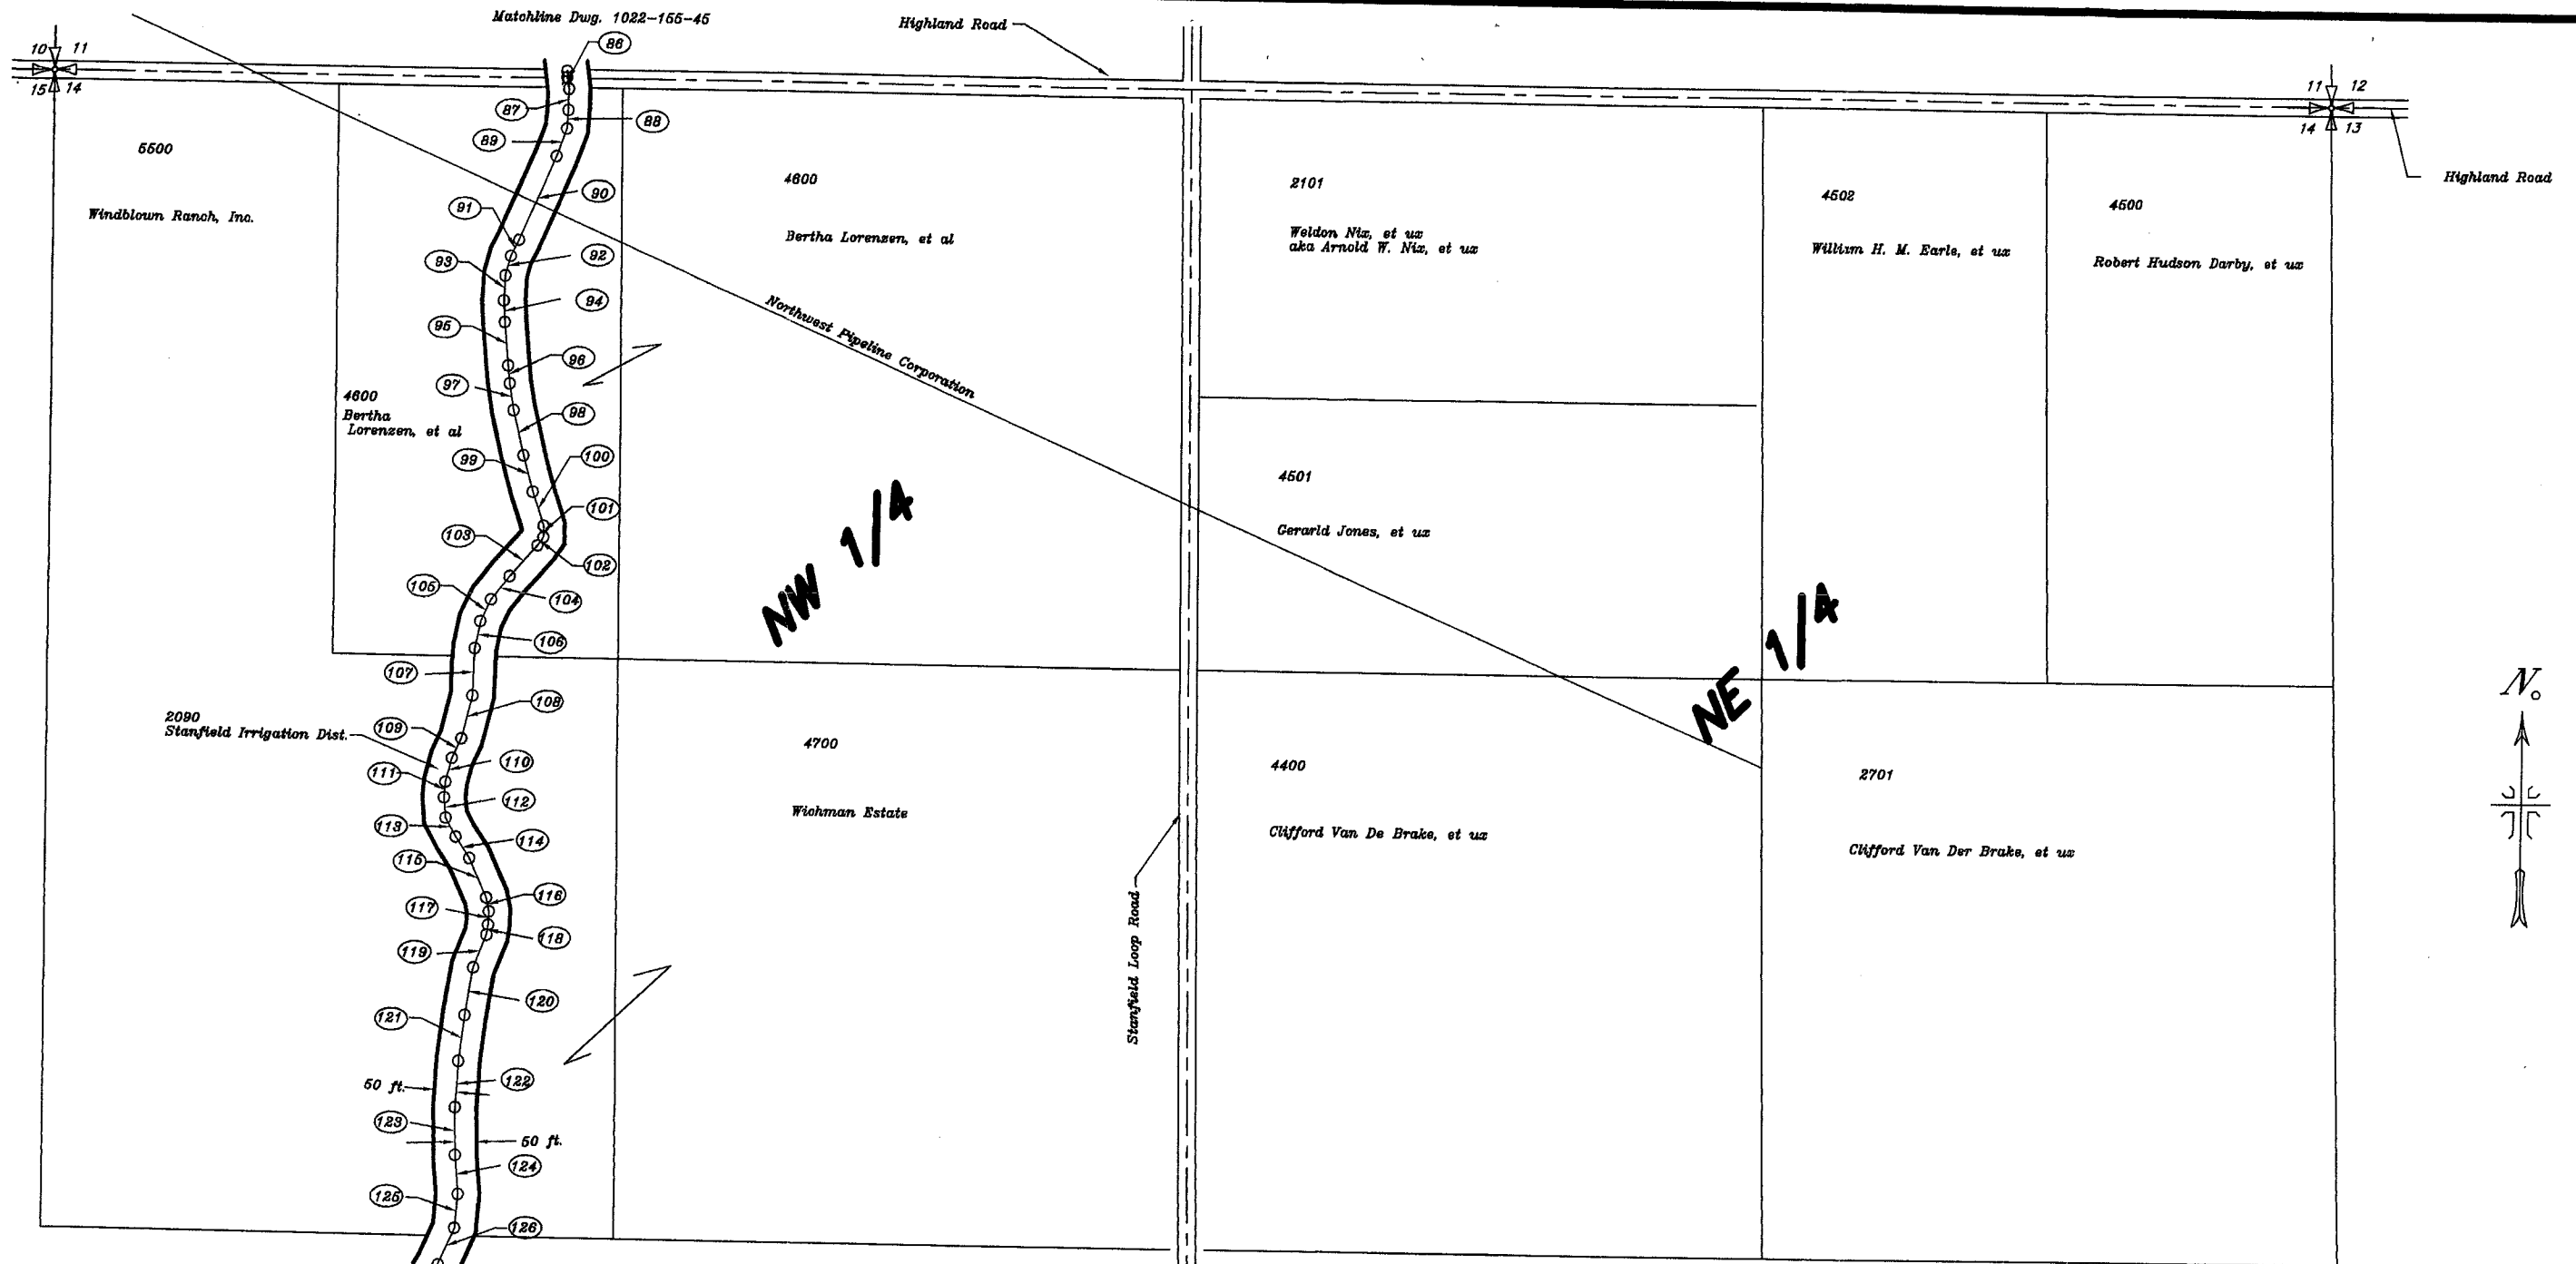 Matchline Dwg. 1022-155-45
Highland Road
10 11
15 14
86
87
88
89
90
91
92
93
94
95
96
97
98
99
100
101
102
103
104
105
106
107
108
109
110
111
112
113
114
115
116
117
118
119
120
121
122
123
124
125
126
11 12
14 13
Highland Road
5500
Windblown Ranch, Inc.
4600
Bertha Lorenzen, et al
2101
Weldon Nix, et ux
aka Arnold W. Nix, et ux
4502
William H. M. Earle, et ux
4500
Robert Hudson Darby, et ux
Northwest Pipeline Corporation
4600
Bertha
Lorenzen, et al
NW 1/4
4501
Gerarld Jones, et ux
NE 1/4
N.
2090
Stanfield Irrigation Dist.
4700
Wichman Estate
4400
Clifford Van De Brake, et ux
2701
Clifford Van Der Brake, et ux
Stanfield Loop Road
50 ft.
50 ft.